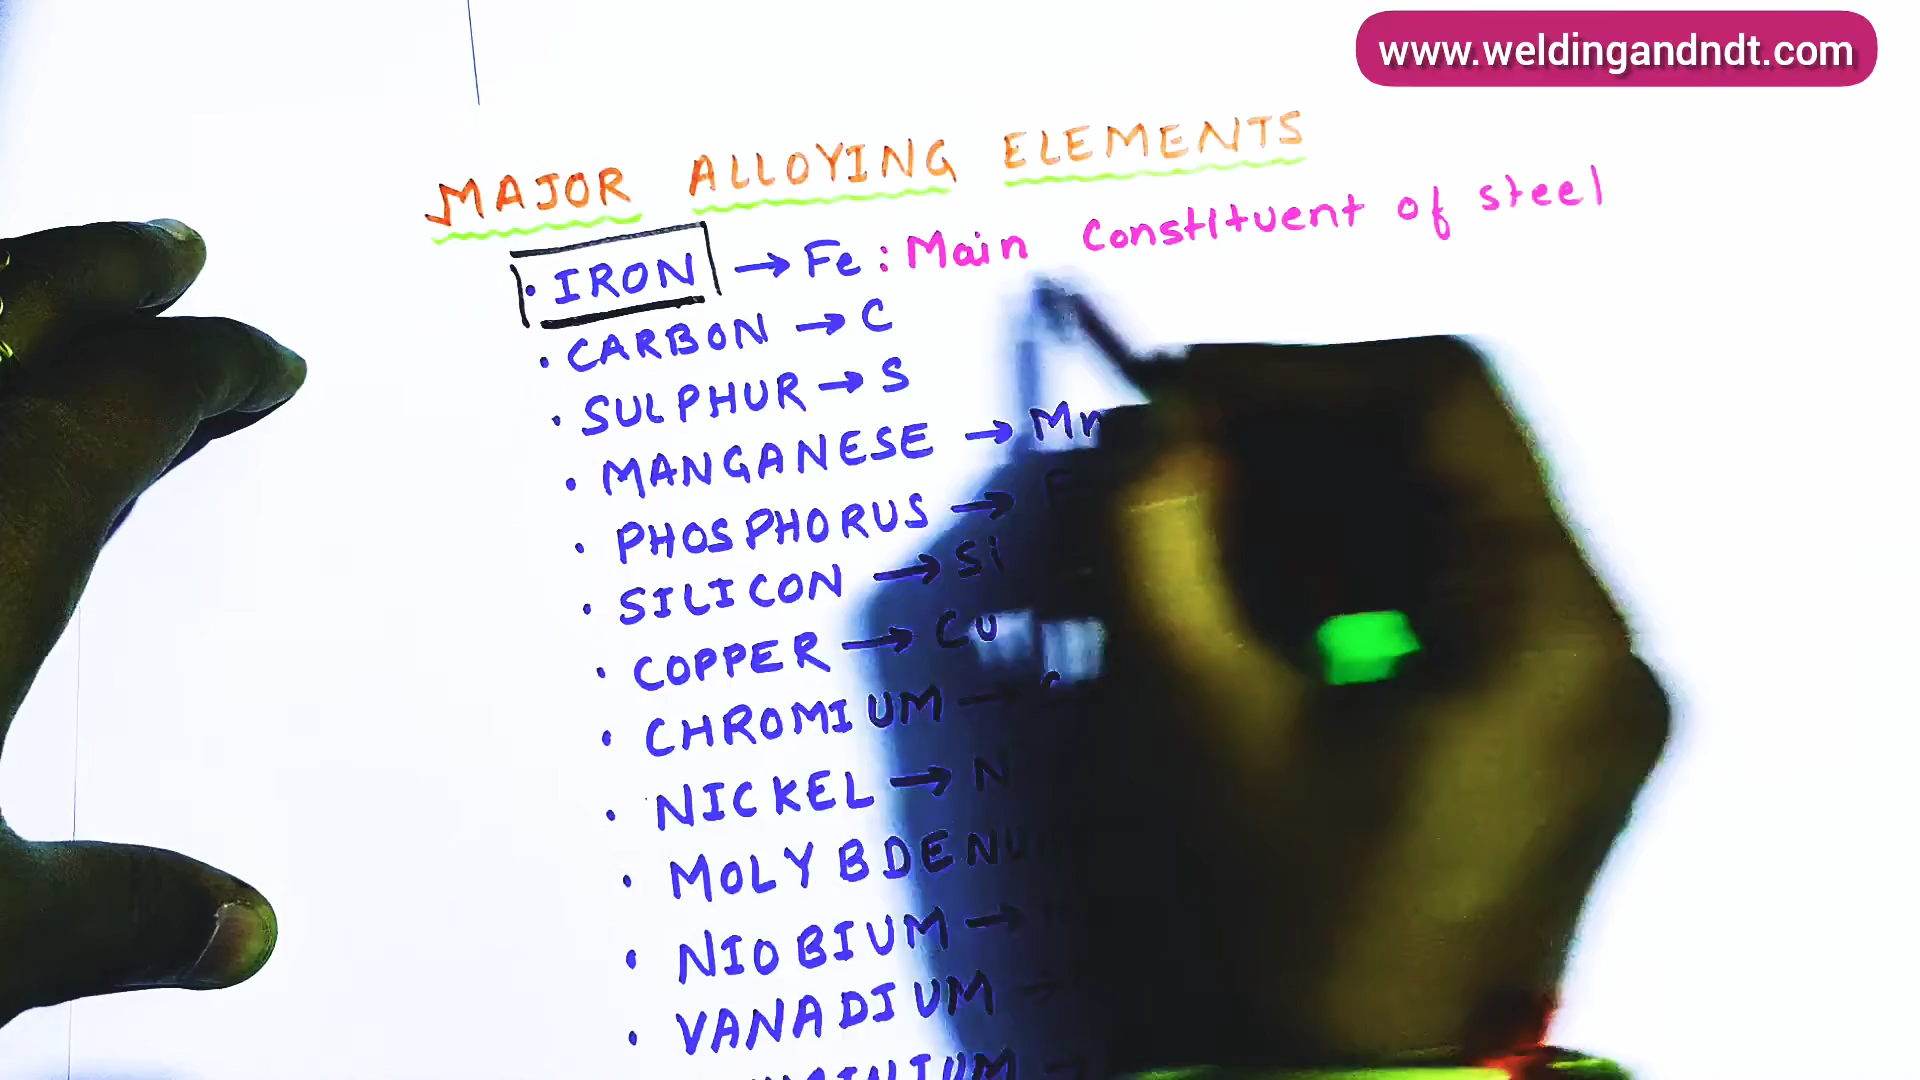 www.weldingandndt.com
MAJOR ALLOYING ELEMENTS
• IRON → Fe : Main Constituent of steel
• CARBON → C
• SULPHUR → S
• MANGANESE → Mn
• PHOSPHORUS →
• SILICON → Si
• COPPER → Cu
• CHROMIUM →
• NICKEL → N
• MOLYBDENU
• NIOBIUM →
• VANADIUM →